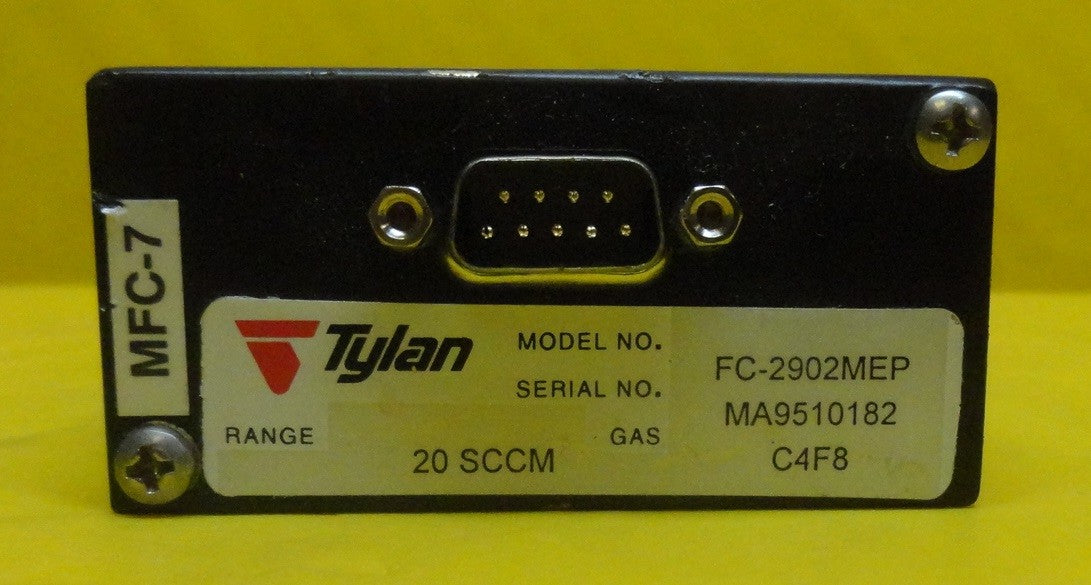 MFC-7
Tylan
MODEL NO. FC-2902MEP
SERIAL NO. MA9510182
RANGE 20 SCCM
GAS C4F8